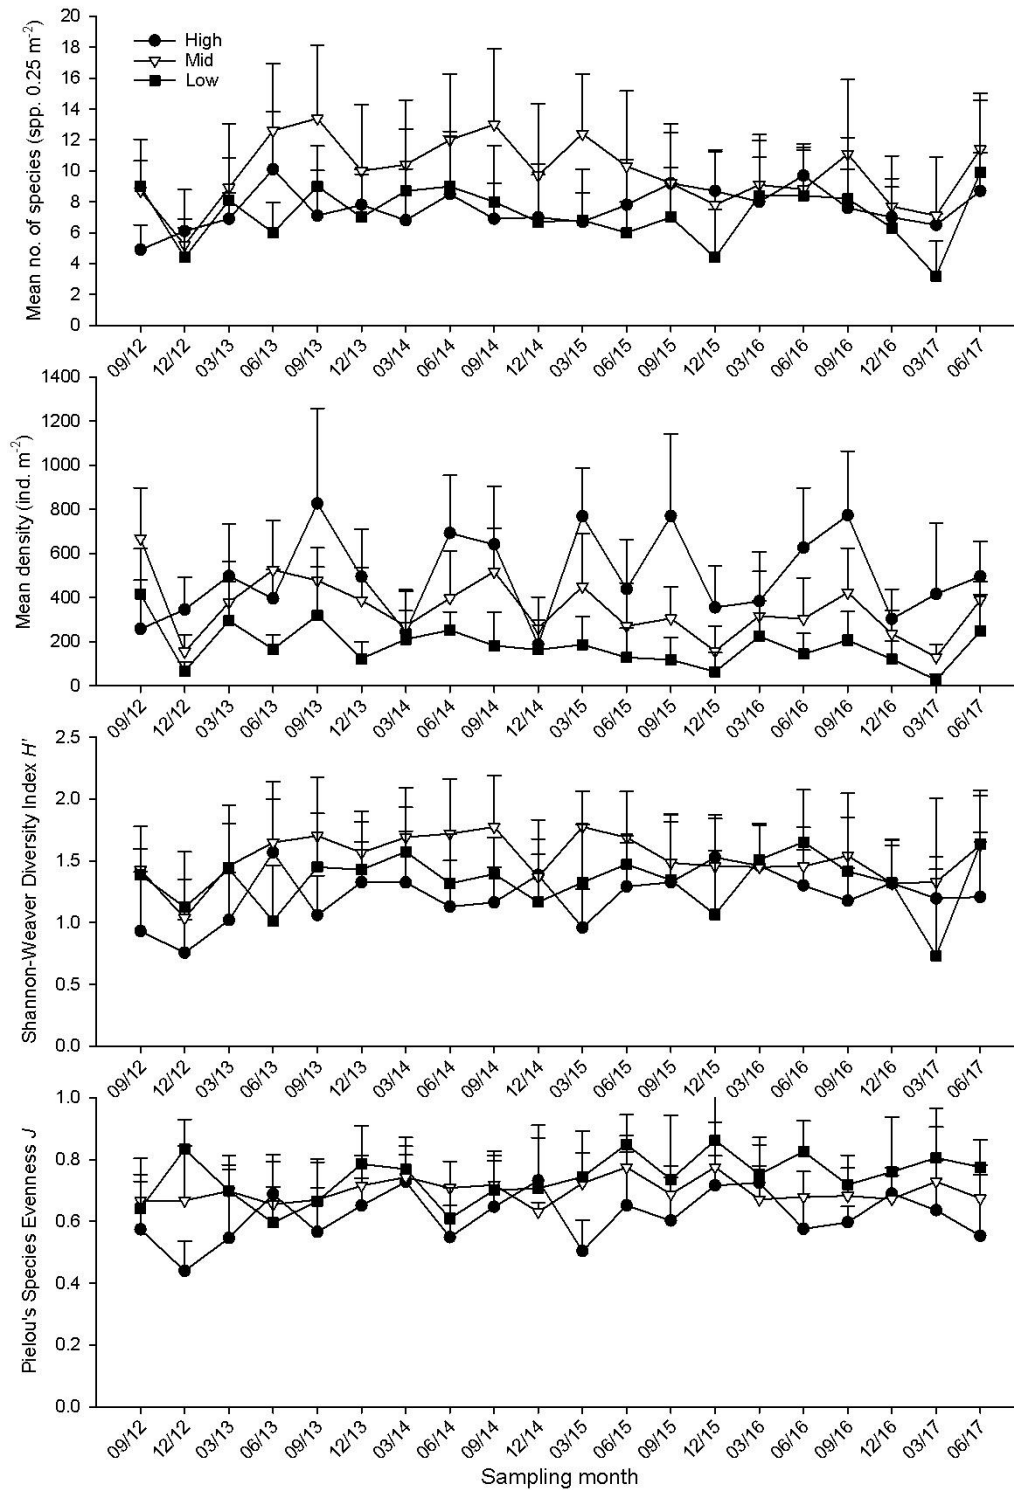 Mean no. of species (spp. 0.25 m⁻²)
20
18
16
14
12
10
8
6
4
2
0
High
Mid
Low
09/12 12/12 03/13 06/13 09/13 12/13 03/14 06/14 09/14 12/14 03/15 06/15 09/15 12/15 03/16 06/16 09/16 12/16 03/17 06/17
Mean density (ind. m⁻²)
1400
1200
1000
800
600
400
200
0
09/12 12/12 03/13 06/13 09/13 12/13 03/14 06/14 09/14 12/14 03/15 06/15 09/15 12/15 03/16 06/16 09/16 12/16 03/17 06/17
Shannon-Weaver Diversity Index H'
2.5
2.0
1.5
1.0
0.5
0.0
09/12 12/12 03/13 06/13 09/13 12/13 03/14 06/14 09/14 12/14 03/15 06/15 09/15 12/15 03/16 06/16 09/16 12/16 03/17 06/17
Pielou's Species Evenness J
1.0
0.8
0.6
0.4
0.2
0.0
09/12 12/12 03/13 06/13 09/13 12/13 03/14 06/14 09/14 12/14 03/15 06/15 09/15 12/15 03/16 06/16 09/16 12/16 03/17 06/17
Sampling month